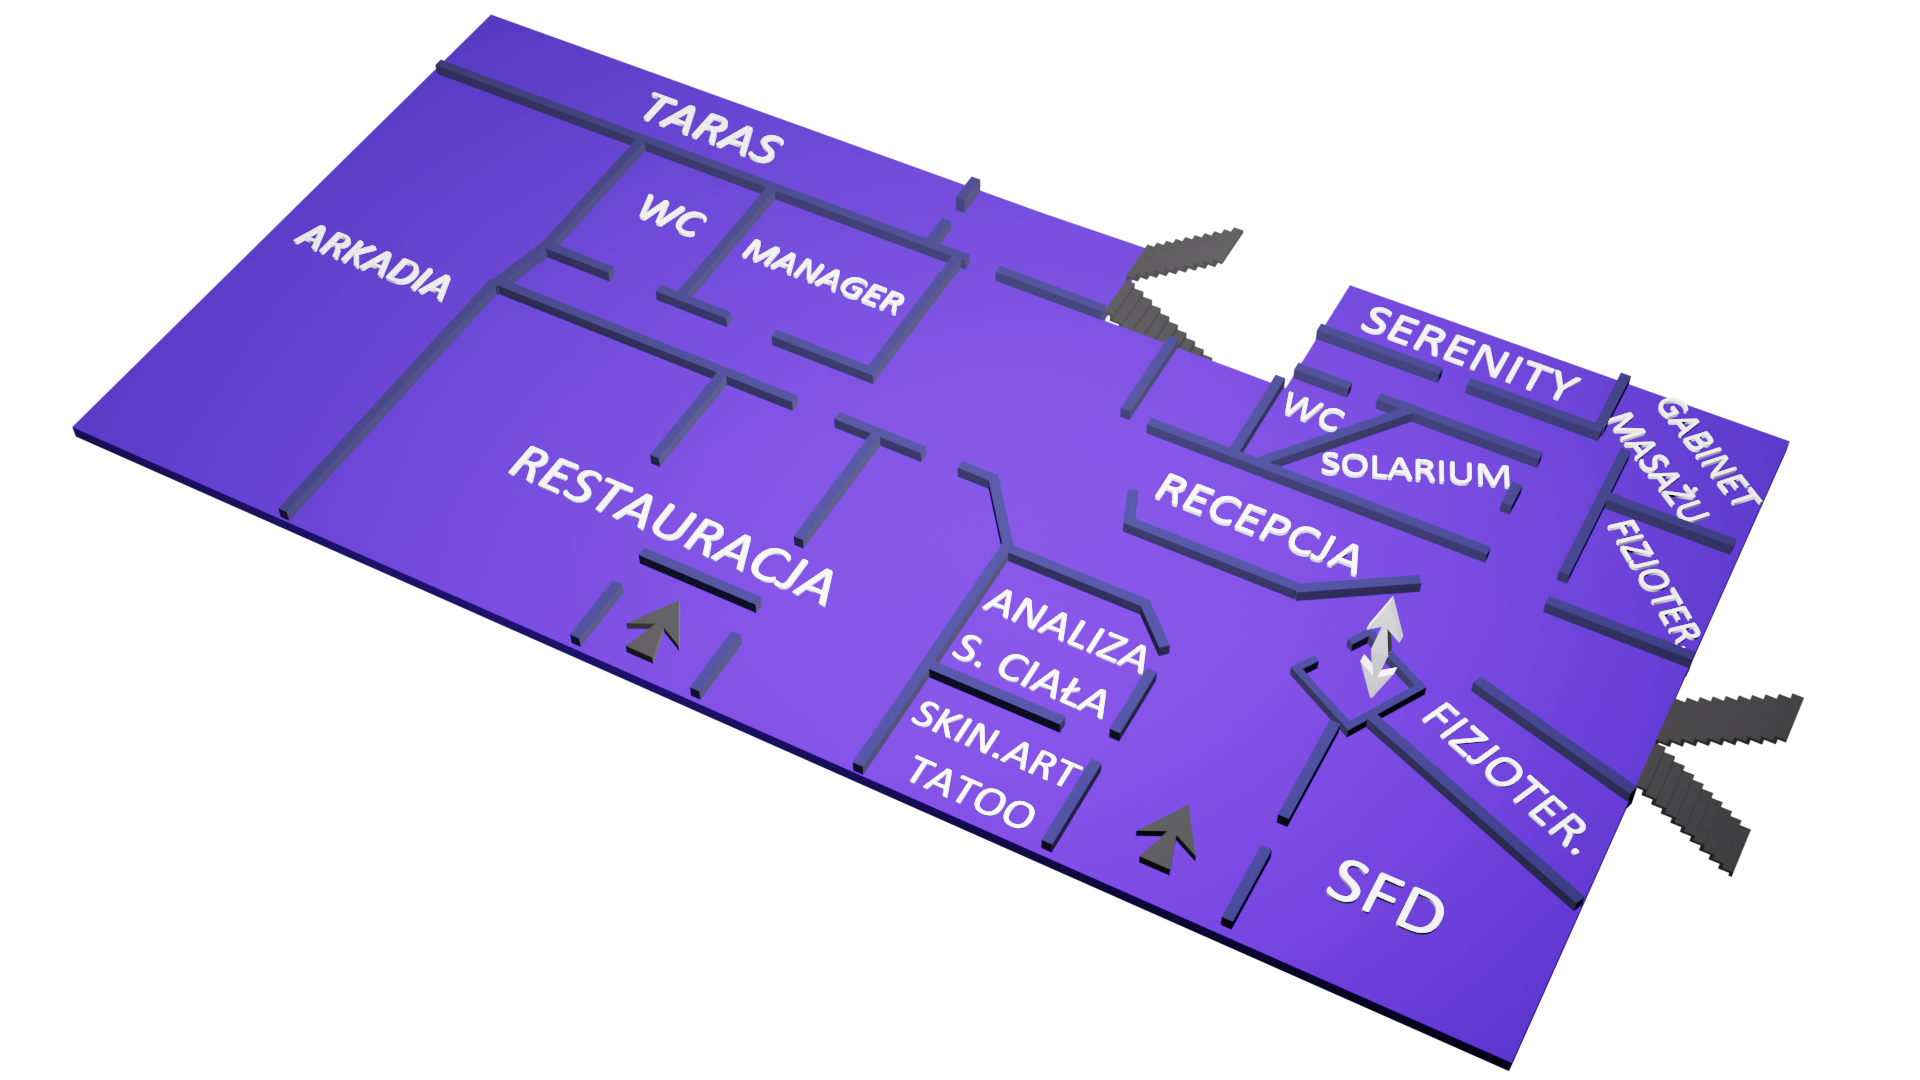 TARAS
WC
MANAGER
ARKADIA
RESTAURACJA
SERENITY
WC
SOLARIUM
GABINET
MASAŻU
RECEPCJA
FIZJOTER.
ANALIZA
S. CIAŁA
SKIN.ART
TATOO
FIZJOTER.
SFD